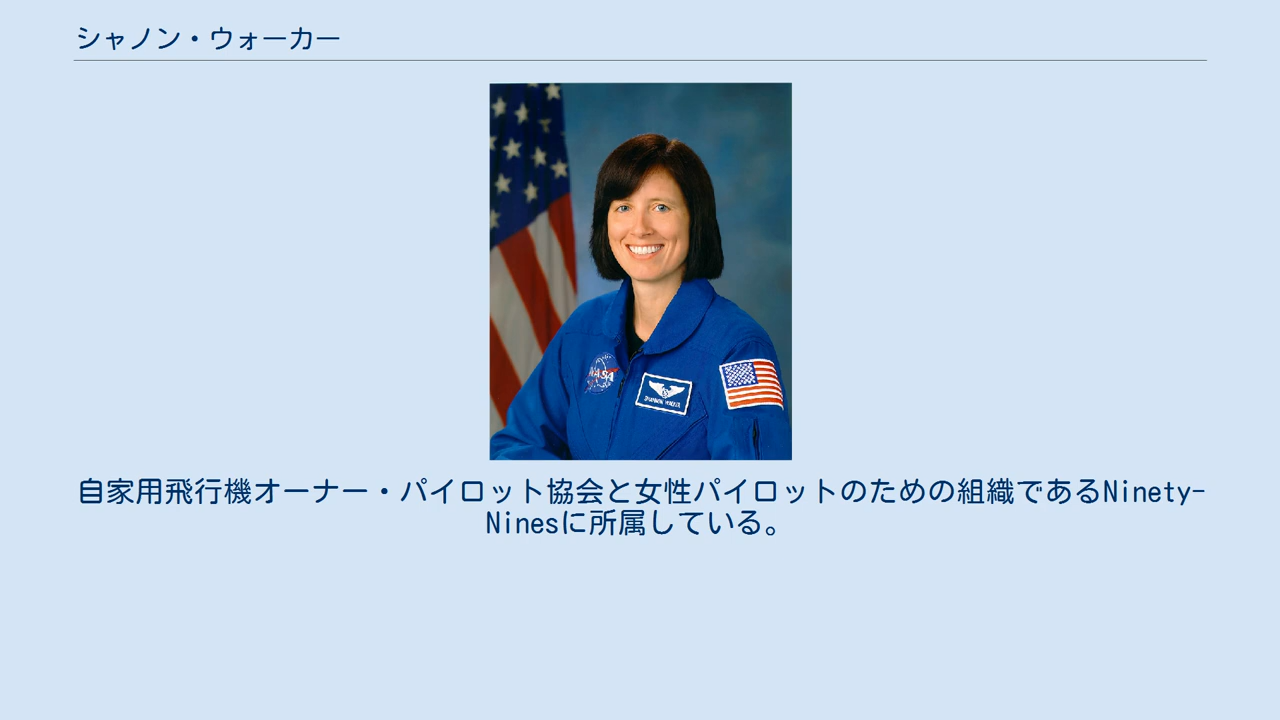 シャノン・ウォーカー
NASA
SHANNON WALKER
自家用飛行機オーナー・パイロット協会と女性パイロットのための組織であるNinety-
Ninesに所属している。